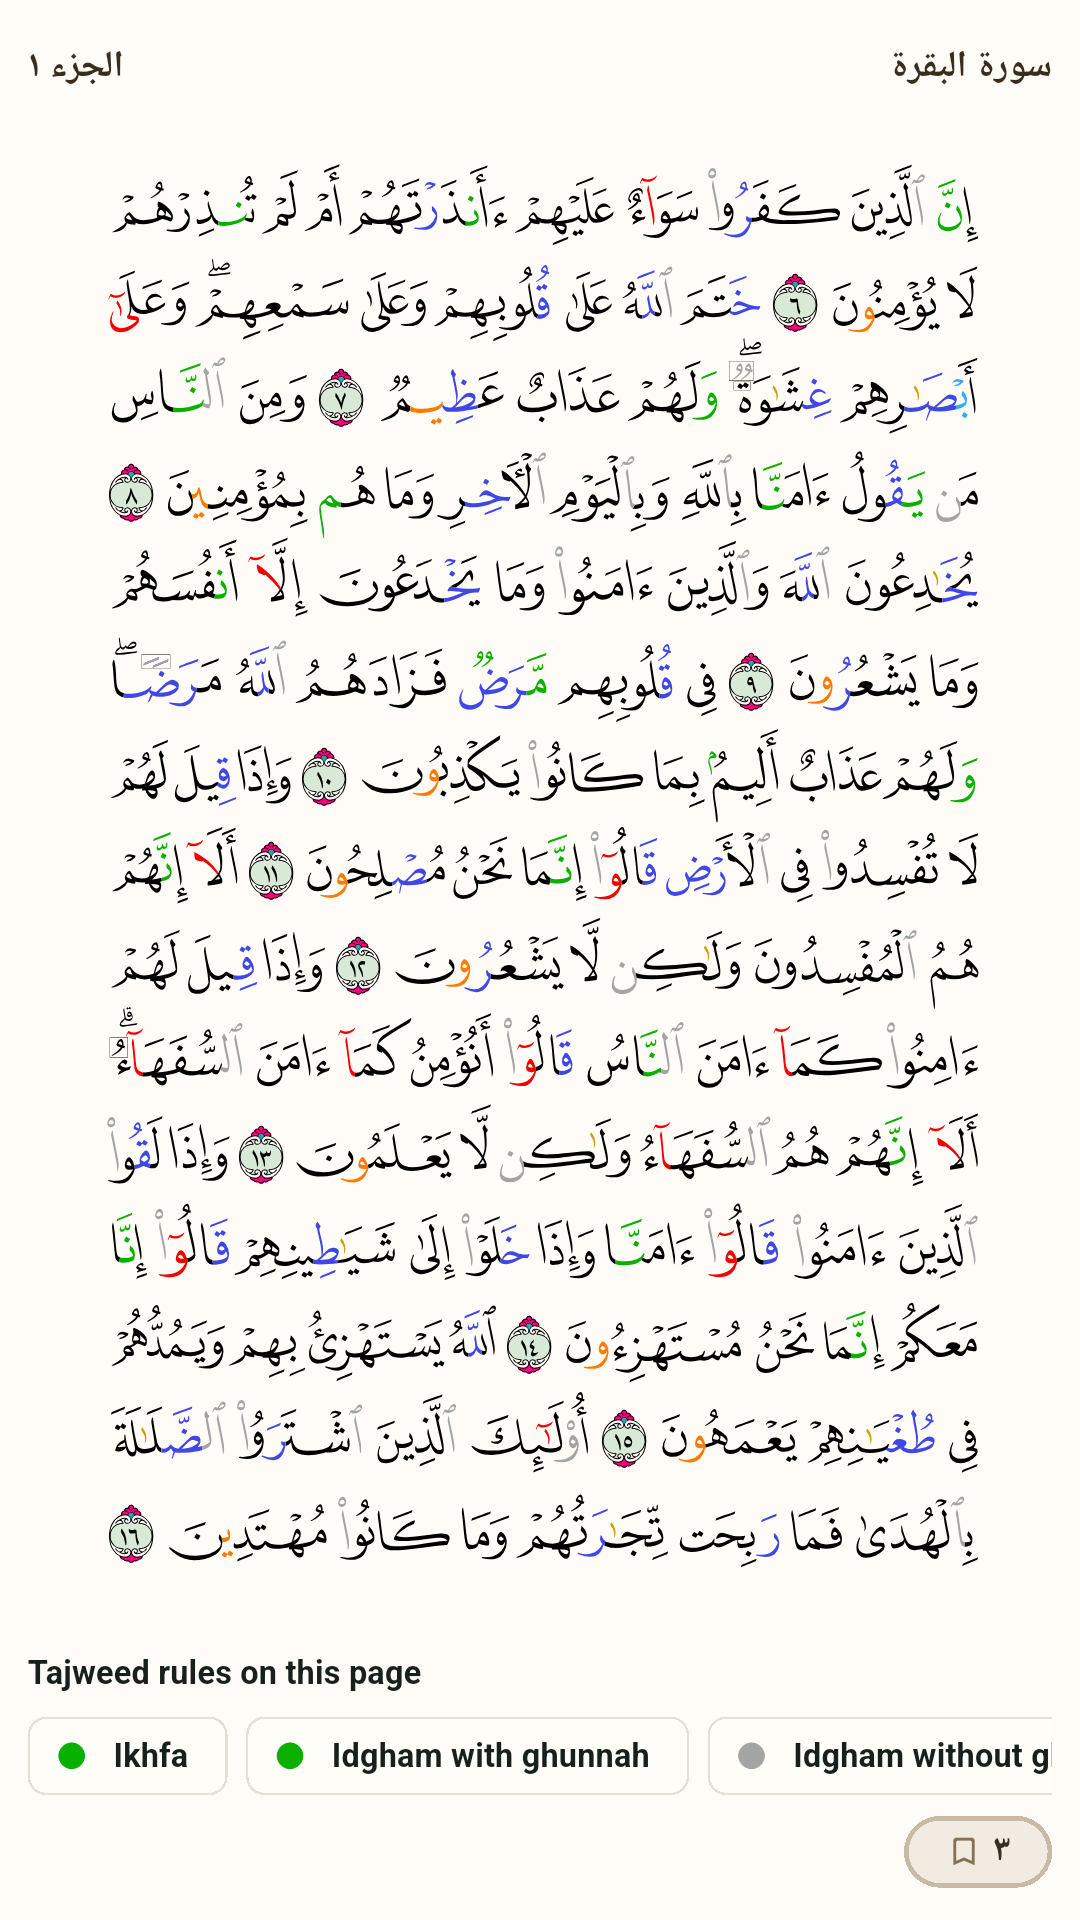 سورة البقرة
الجزء ١
إِنَّ ٱلَّذِينَ كَفَرُوا۟ سَوَآءٌ عَلَيْهِمْ ءَأَنذَرْتَهُمْ أَمْ لَمْ تُنذِرْهُمْ
لَا يُؤْمِنُونَ ٦ خَتَمَ ٱللَّهُ عَلَىٰ قُلُوبِهِمْ وَعَلَىٰ سَمْعِهِمْ ۖ وَعَلَىٰٓ
أَبْصَـٰرِهِمْ غِشَـٰوَةٌ ۖ وَلَهُمْ عَذَابٌ عَظِيمٌ ٧ وَمِنَ ٱلنَّاسِ
مَن يَقُولُ ءَامَنَّا بِٱللَّهِ وَبِٱلْيَوْمِ ٱلْـَٔاخِرِ وَمَا هُم بِمُؤْمِنِينَ ٨
يُخَـٰدِعُونَ ٱللَّهَ وَٱلَّذِينَ ءَامَنُوا۟ وَمَا يَخْدَعُونَ إِلَّآ أَنفُسَهُمْ
وَمَا يَشْعُرُونَ ٩ فِى قُلُوبِهِم مَّرَضٌ فَزَادَهُمُ ٱللَّهُ مَرَضًا ۖ
وَلَهُمْ عَذَابٌ أَلِيمٌۢ بِمَا كَانُوا۟ يَكْذِبُونَ ١٠ وَإِذَا قِيلَ لَهُمْ
لَا تُفْسِدُوا۟ فِى ٱلْأَرْضِ قَالُوٓا۟ إِنَّمَا نَحْنُ مُصْلِحُونَ ١١ أَلَآ إِنَّهُمْ
هُمُ ٱلْمُفْسِدُونَ وَلَـٰكِن لَّا يَشْعُرُونَ ١٢ وَإِذَا قِيلَ لَهُمْ
ءَامِنُوا۟ كَمَآ ءَامَنَ ٱلنَّاسُ قَالُوٓا۟ أَنُؤْمِنُ كَمَآ ءَامَنَ ٱلسُّفَهَآءُ ۗ
أَلَآ إِنَّهُمْ هُمُ ٱلسُّفَهَآءُ وَلَـٰكِن لَّا يَعْلَمُونَ ١٣ وَإِذَا لَقُوا۟
ٱلَّذِينَ ءَامَنُوا۟ قَالُوٓا۟ ءَامَنَّا وَإِذَا خَلَوْا۟ إِلَىٰ شَيَـٰطِينِهِمْ قَالُوٓا۟ إِنَّا
مَعَكُمْ إِنَّمَا نَحْنُ مُسْتَهْزِءُونَ ١٤ ٱللَّهُ يَسْتَهْزِئُ بِهِمْ وَيَمُدُّهُمْ
فِى طُغْيَـٰنِهِمْ يَعْمَهُونَ ١٥ أُو۟لَـٰٓئِكَ ٱلَّذِينَ ٱشْتَرَوُا۟ ٱلضَّلَـٰلَةَ
بِٱلْهُدَىٰ فَمَا رَبِحَت تِّجَـٰرَتُهُمْ وَمَا كَانُوا۟ مُهْتَدِينَ ١٦
Tajweed rules on this page
Ikhfa
Idgham with ghunnah
Idgham without g
٣